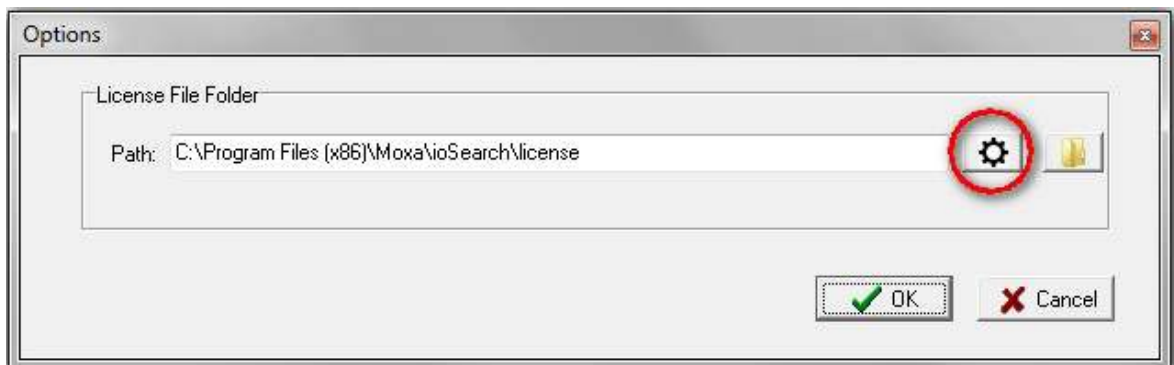 Options
License File Folder
Path: C:\Program Files (x86)\Moxa\ioSearch\license
OK Cancel